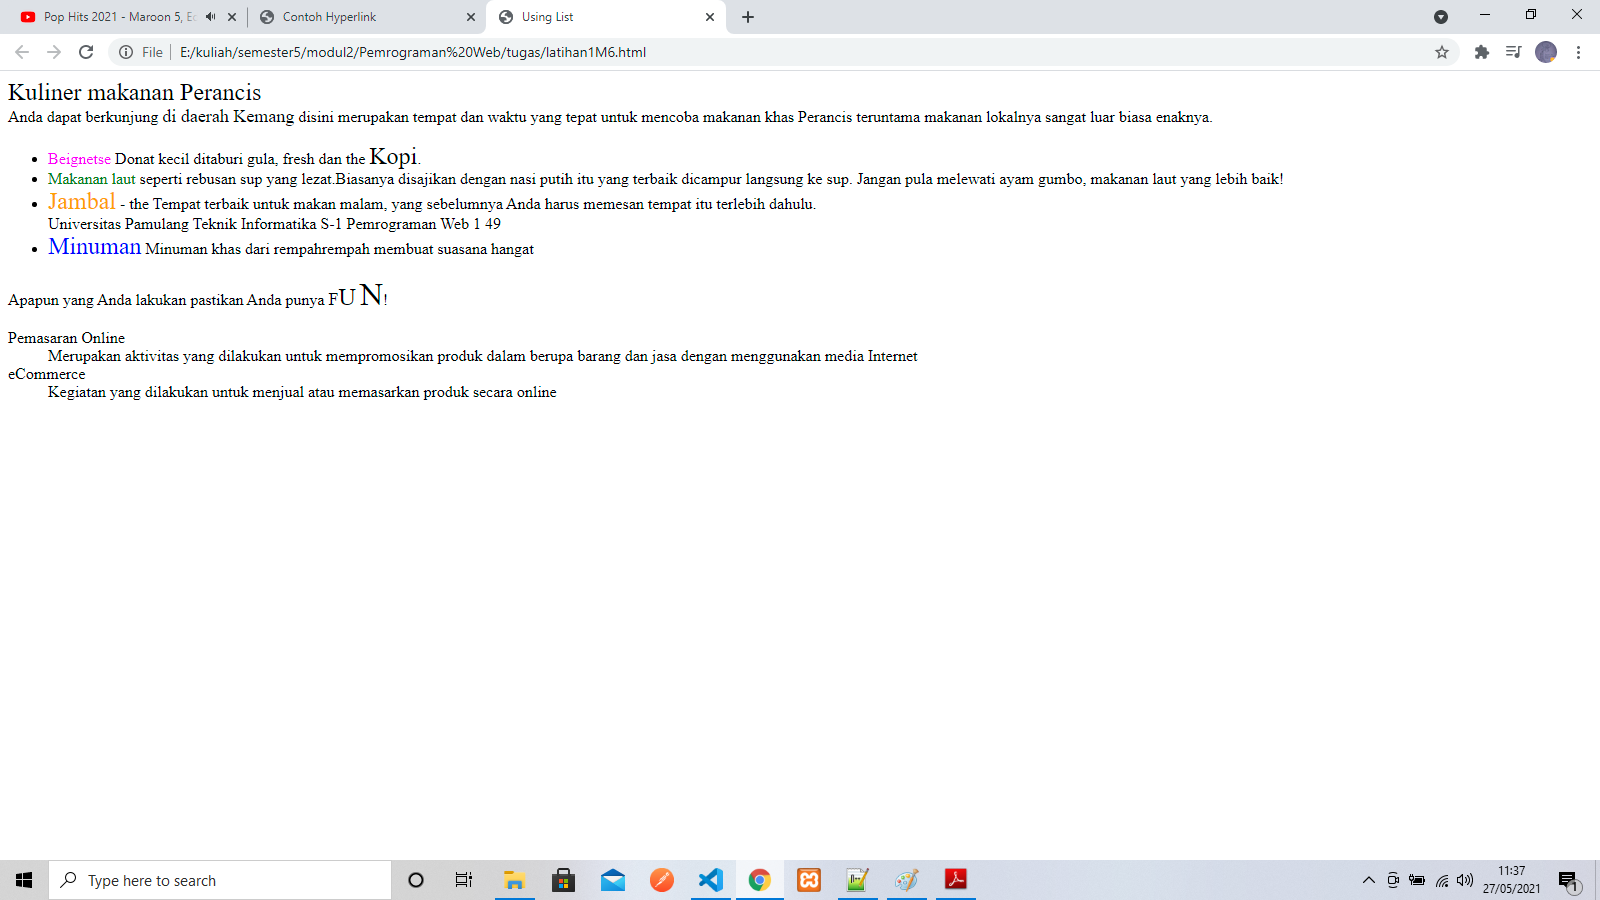 Pop Hits 2021 - Maroon 5, Ed
Contoh Hyperlink
Using List
File
E:/kuliah/semester5/modul2/Pemrograman%20Web/tugas/latihan1M6.html
Kuliner makanan Perancis
Anda dapat berkunjung di daerah Kemang disini merupakan tempat dan waktu yang tepat untuk mencoba makanan khas Perancis teruntama makanan lokalnya sangat luar biasa enaknya.
• Beignetse Donat kecil ditaburi gula, fresh dan the Kopi.
• Makanan laut seperti rebusan sup yang lezat.Biasanya disajikan dengan nasi putih itu yang terbaik dicampur langsung ke sup. Jangan pula melewati ayam gumbo, makanan laut yang lebih baik!
• Jambal - the Tempat terbaik untuk makan malam, yang sebelumnya Anda harus memesan tempat itu terlebih dahulu.
Universitas Pamulang Teknik Informatika S-1 Pemrograman Web 1 49
• Minuman Minuman khas dari rempahrempah membuat suasana hangat
Apapun yang Anda lakukan pastikan Anda punya FU N!
Pemasaran Online
Merupakan aktivitas yang dilakukan untuk mempromosikan produk dalam berupa barang dan jasa dengan menggunakan media Internet
eCommerce
Kegiatan yang dilakukan untuk menjual atau memasarkan produk secara online
Type here to search
11:37
27/05/2021
1